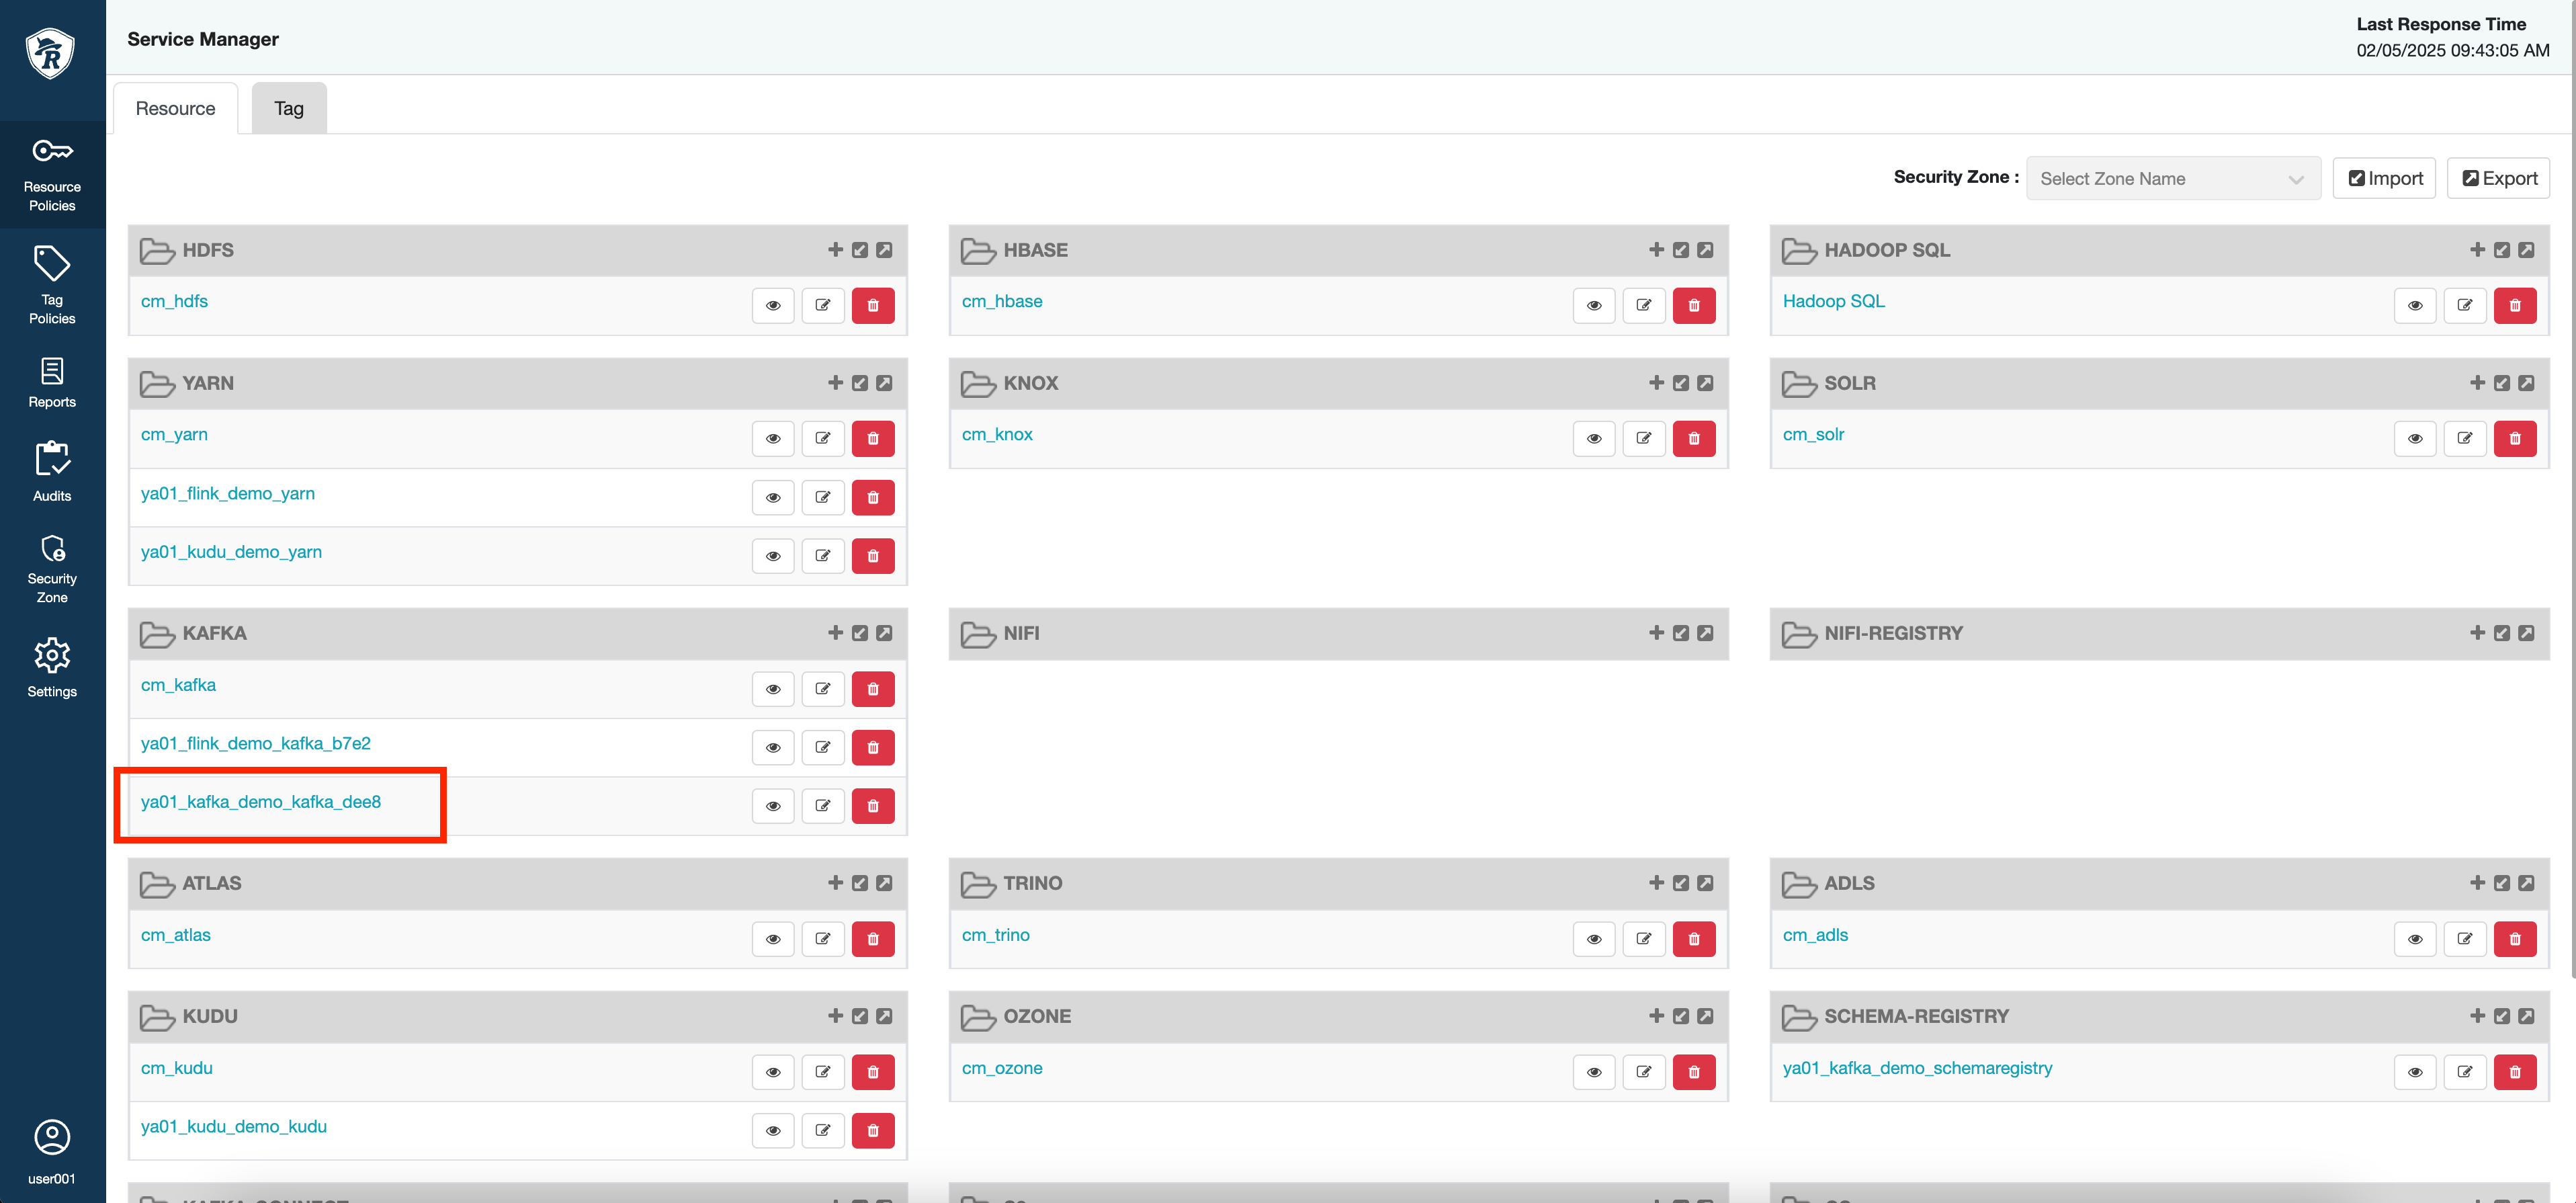 Service Manager
Last Response Time
02/05/2025 09:43:05 AM
Resource
Tag
Resource
Policies
Tag
Policies
Reports
Audits
Security
Zone
Settings
user001
Security Zone :
Select Zone Name
Import
Export
HDFS
cm_hdfs
HBASE
cm_hbase
HADOOP SQL
Hadoop SQL
YARN
cm_yarn
ya01_flink_demo_yarn
ya01_kudu_demo_yarn
KNOX
cm_knox
SOLR
cm_solr
KAFKA
cm_kafka
ya01_flink_demo_kafka_b7e2
ya01_kafka_demo_kafka_dee8
NIFI
NIFI-REGISTRY
ATLAS
cm_atlas
TRINO
cm_trino
ADLS
cm_adls
KUDU
cm_kudu
ya01_kudu_demo_kudu
OZONE
cm_ozone
SCHEMA-REGISTRY
ya01_kafka_demo_schemaregistry
KAFKA-CONNECT